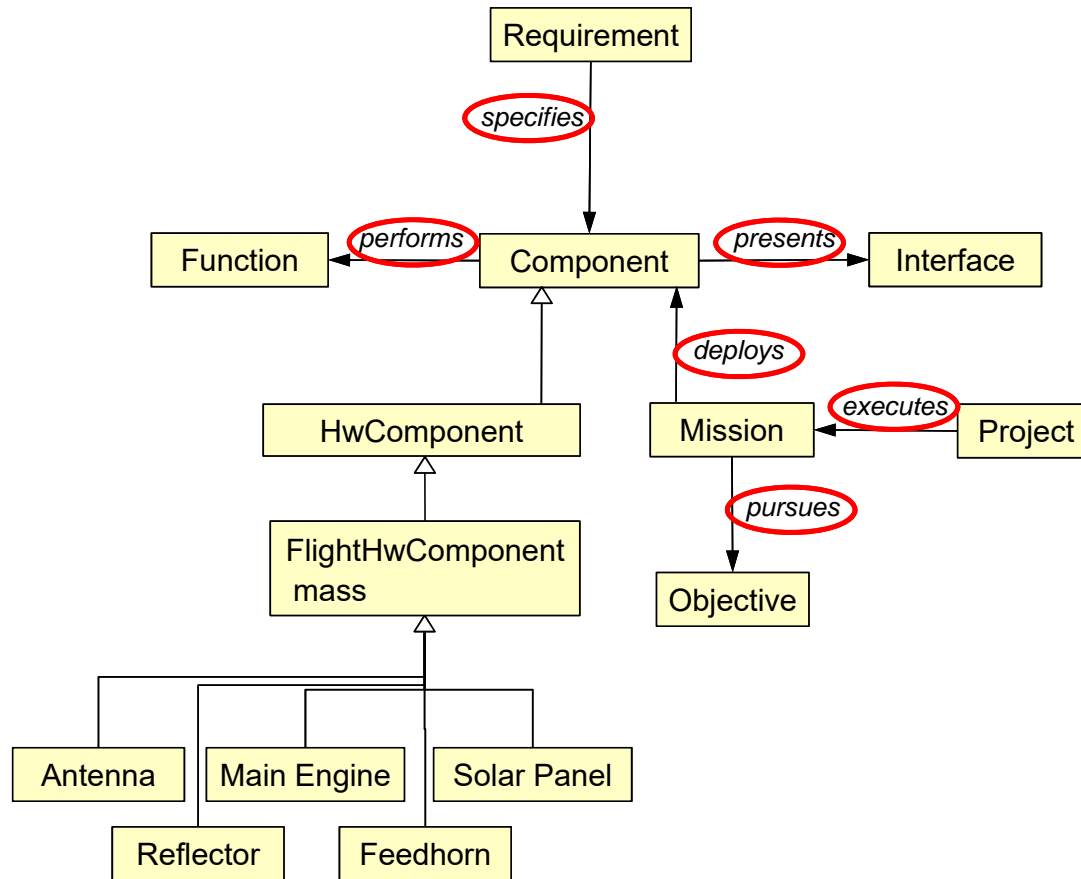 Requirement
specifies
performs
presents
Function
Component
Interface
deploys
executes
HwComponent
Mission
Project
pursues
FlightHwComponent
mass
Objective
Antenna
Main Engine
Solar Panel
Reflector
Feedhorn